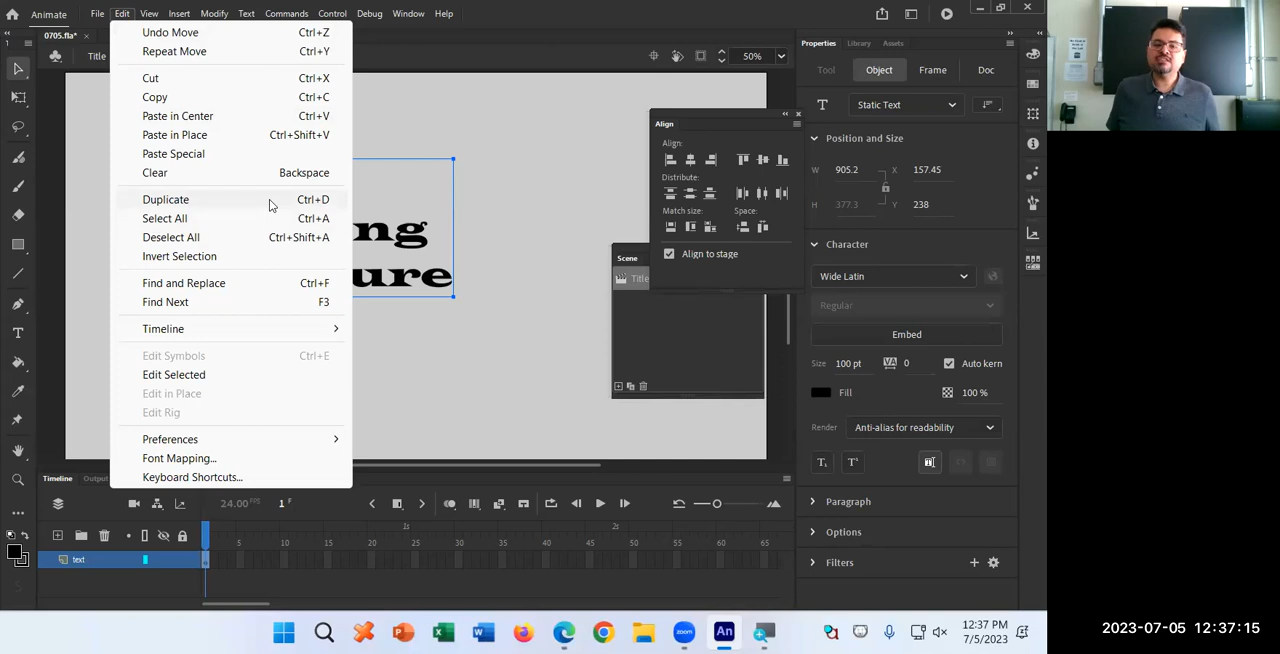 Animate
File Edit View Insert Modify Text Commands Control Debug Window Help
0705.fla*
Title
50%
Undo Move Ctrl+Z
Repeat Move Ctrl+Y
Cut Ctrl+X
Copy Ctrl+C
Paste in Center Ctrl+V
Paste in Place Ctrl+Shift+V
Paste Special
Clear Backspace
Duplicate Ctrl+D
Select All Ctrl+A
Deselect All Ctrl+Shift+A
Invert Selection
Find and Replace Ctrl+F
Find Next F3
Timeline
Edit Symbols Ctrl+E
Edit Selected
Edit in Place
Edit Rig
Preferences
Font Mapping...
Keyboard Shortcuts...
ng
ure
Align
Align:
Distribute:
Match size: Space:
Align to stage
Scene
Title
Properties Library Assets
Tool Object Frame Doc
Static Text
Position and Size
W 905.2 X 157.45
H 377.3 Y 238
Character
Wide Latin
Regular
Embed
Size 100 pt 0 Auto kern
Fill 100 %
Render Anti-alias for readability
Paragraph
Options
Filters
Timeline Output
24.00 FPS 1 F
1s 2s
5 10 15 20 25 30 35 40 45 50 55 60 65
text
12:37 PM
7/5/2023
2023-07-05 12:37:15